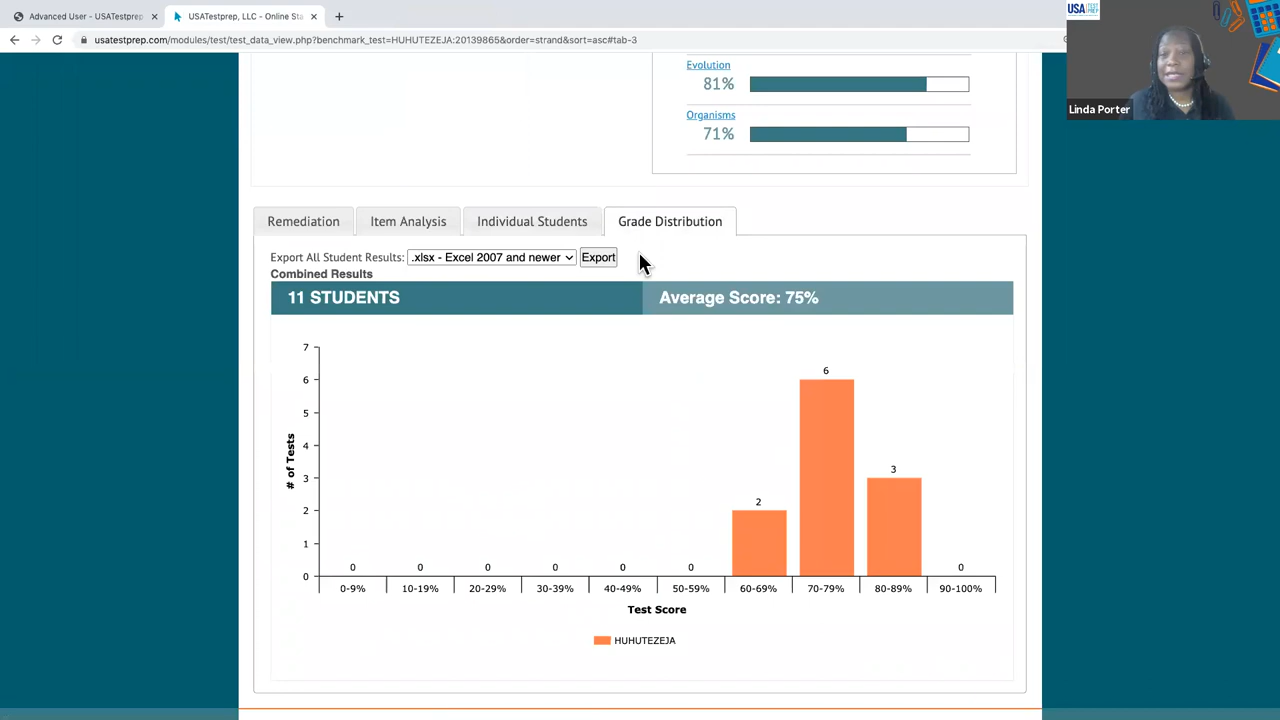 Advanced User - USATestprep
USATestprep, LLC - Online Sta
usatestprep.com/modules/test/test_data_view.php?benchmark_test=HUHUTEZEJA:20139865&order=strand&sort=asc#tab-3
USA TEST PREP
Linda Porter
Evolution
81%
Organisms
71%
Remediation
Item Analysis
Individual Students
Grade Distribution
Export All Student Results: .xlsx - Excel 2007 and newer Export
Combined Results
11 STUDENTS
Average Score: 75%
7
6
5
4
3
2
1
0
# of Tests
0 0 0 0 0 0 2 6 3 0
0-9% 10-19% 20-29% 30-39% 40-49% 50-59% 60-69% 70-79% 80-89% 90-100%
Test Score
HUHUTEZEJA